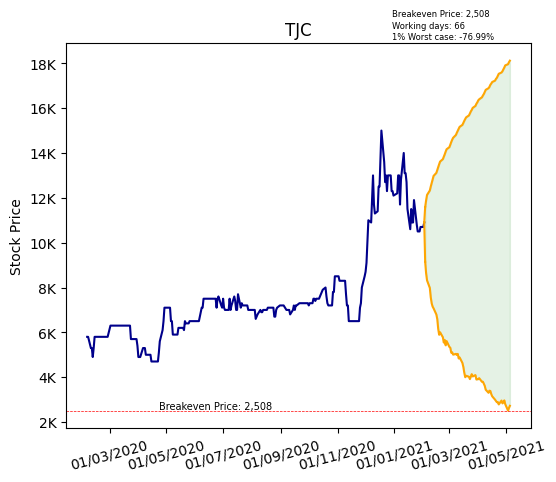 Breakeven Price: 2,508
Working days: 66
1% Worst case: -76.99%
TJC
Stock Price
18K
16K
14K
12K
10K
8K
6K
4K
2K
Breakeven Price: 2,508
01/03/2020
01/05/2020
01/07/2020
01/09/2020
01/11/2020
01/01/2021
01/03/2021
01/05/2021